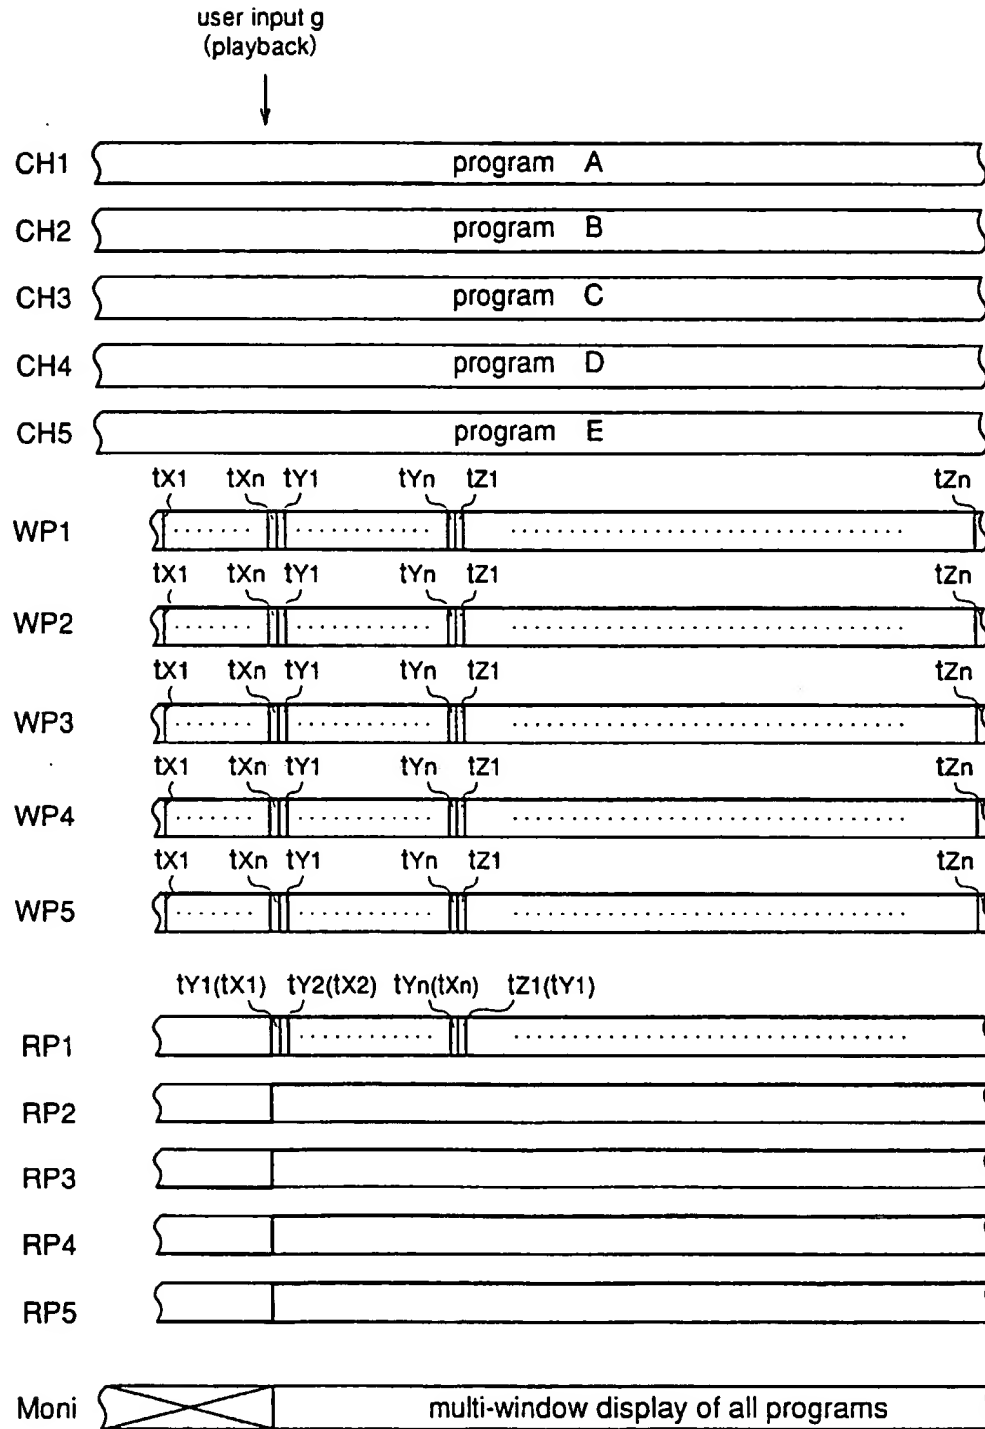 user input g
(playback)
CH1 program A
CH2 program B
CH3 program C
CH4 program D
CH5 program E
tX1 tXn tY1 tYn tZ1 tZn
WP1
tX1 tXn tY1 tYn tZ1 tZn
WP2
tX1 tXn tY1 tYn tZ1 tZn
WP3
tX1 tXn tY1 tYn tZ1 tZn
WP4
tX1 tXn tY1 tYn tZ1 tZn
WP5
tY1(tX1) tY2(tX2) tYn(tXn) tZ1(tY1)
RP1
RP2
RP3
RP4
RP5
Moni multi-window display of all programs